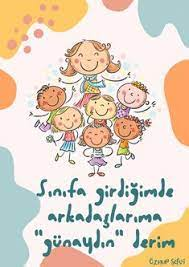 Sınıfa girdiğimde
arkadaşlarıma
"günaydın" derim